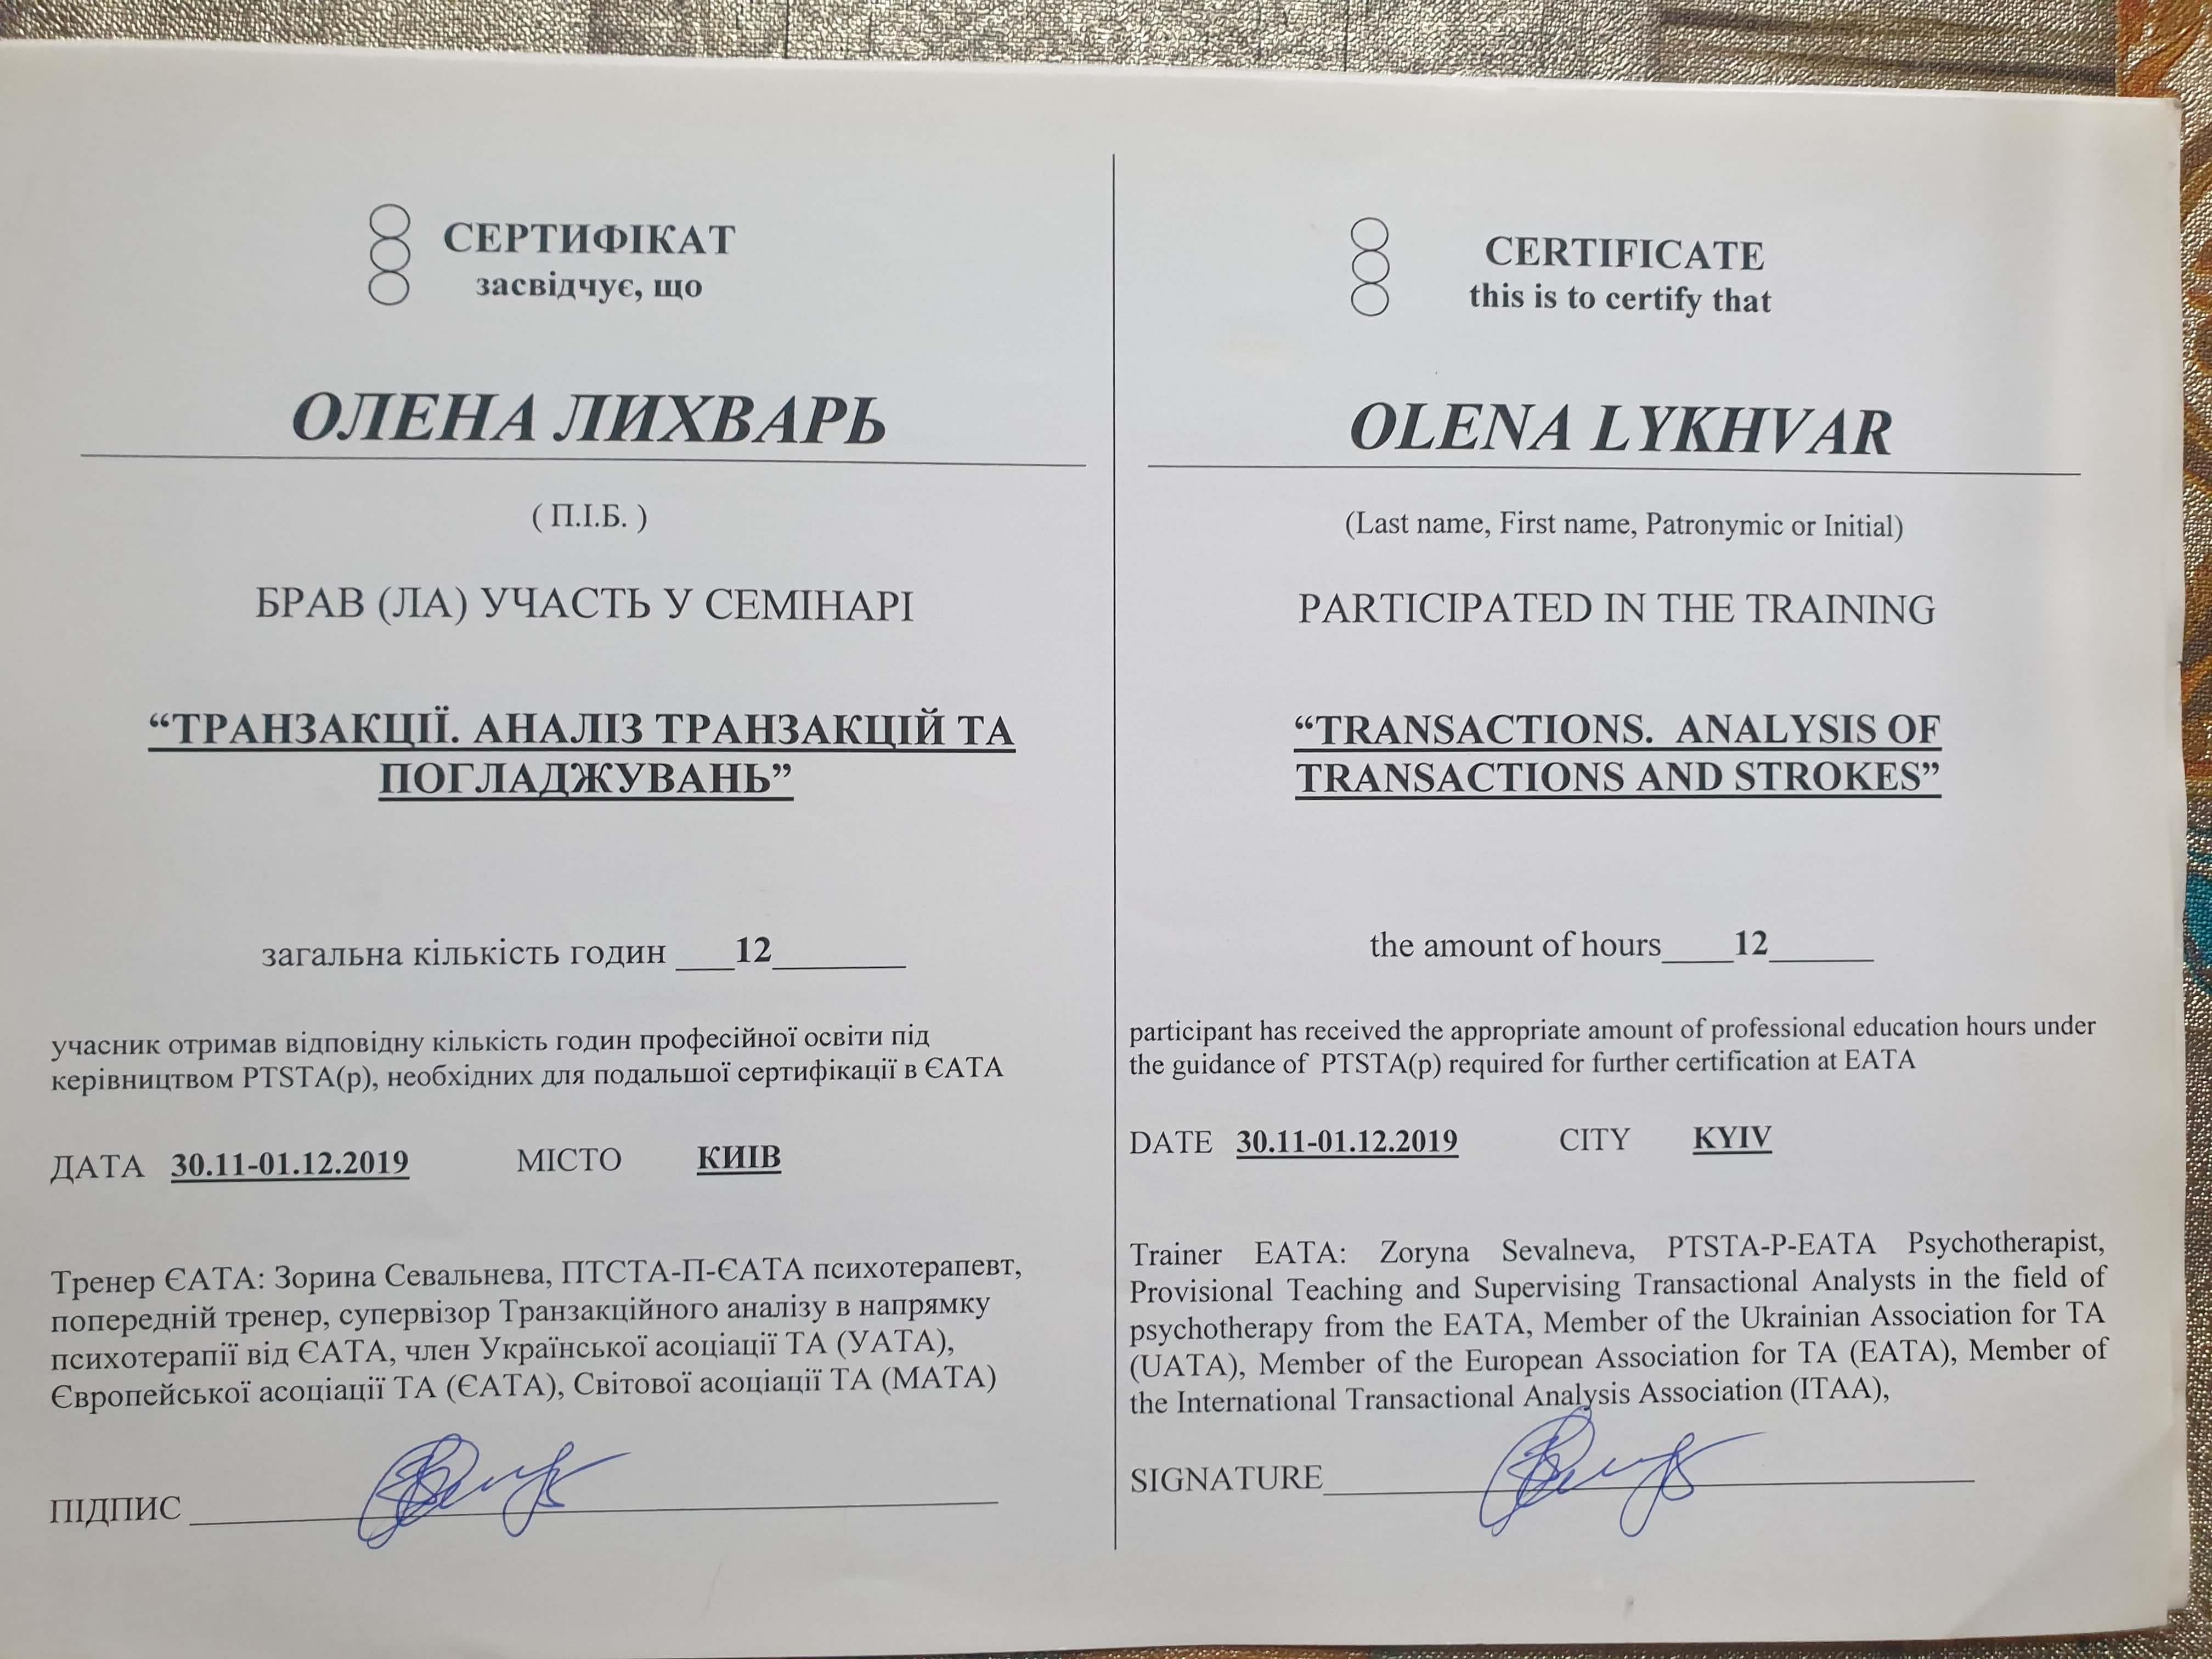 СЕРТИФІКАТ
засвідчує, що
ОЛЕНА ЛИХВАРЬ
( П.І.Б. )
БРАВ (ЛА) УЧАСТЬ У СЕМІНАРІ
“ТРАНЗАКЦІЇ. АНАЛІЗ ТРАНЗАКЦІЙ ТА
ПОГЛАДЖУВАНЬ”
загальна кількість годин ____12_________
учасник отримав відповідну кількість годин професійної освіти під
керівництвом PTSTA(p), необхідних для подальшої сертифікації в ЄАТА
ДАТА 30.11-01.12.2019 МІСТО КИІВ
Тренер ЄАТА: Зорина Севальнева, ПТСТА-П-ЄАТА психотерапевт,
попередній тренер, супервізор Транзакційного аналізу в напрямку
психотерапії від ЄАТА, член Української асоціації ТА (УАТА),
Європейської асоціації ТА (ЄАТА), Світової асоціації ТА (МАТА)
ПІДПИС
CERTIFICATE
this is to certify that
OLENA LYKHVAR
(Last name, First name, Patronymic or Initial)
PARTICIPATED IN THE TRAINING
“TRANSACTIONS. ANALYSIS OF
TRANSACTIONS AND STROKES”
the amount of hours_____12_______
participant has received the appropriate amount of professional education hours under
the guidance of PTSTA(p) required for further certification at EATA
DATE 30.11-01.12.2019 CITY KYIV
Trainer EATA: Zoryna Sevalneva, PTSTA-P-EATA Psychotherapist,
Provisional Teaching and Supervising Transactional Analysts in the field of
psychotherapy from the EATA, Member of the Ukrainian Association for TA
(UATA), Member of the European Association for TA (EATA), Member of
the International Transactional Analysis Association (ITAA),
SIGNATURE